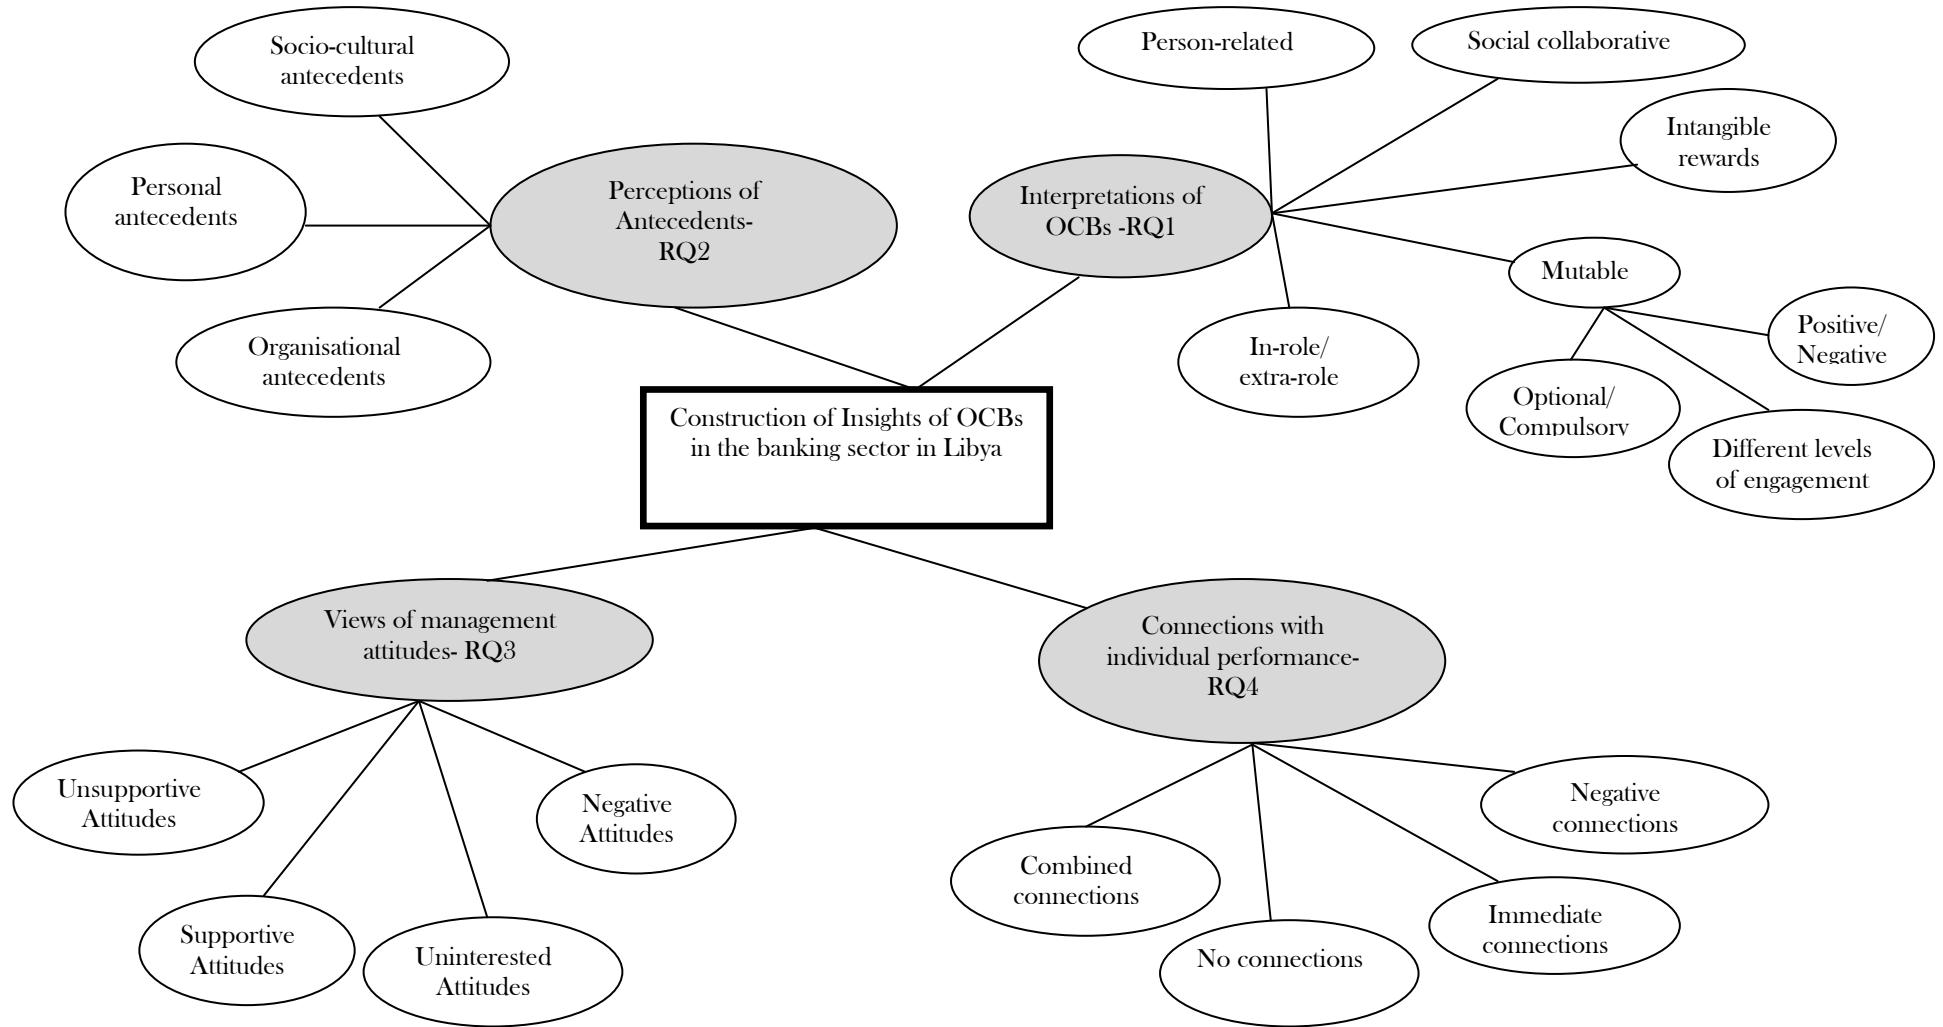 Socio-cultural
antecedents
Person-related
Social collaborative
Intangible
rewards
Personal
antecedents
Perceptions of
Antecedents-
RQ2
Interpretations of
OCBs -RQ1
Mutable
Organisational
antecedents
In-role/
extra-role
Positive/
Negative
Optional/
Compulsory
Different levels
of engagement
Construction of Insights of OCBs
in the banking sector in Libya
Views of management
attitudes- RQ3
Connections with
individual performance-
RQ4
Unsupportive
Attitudes
Negative
Attitudes
Supportive
Attitudes
Uninterested
Attitudes
Combined
connections
No connections
Immediate
connections
Negative
connections